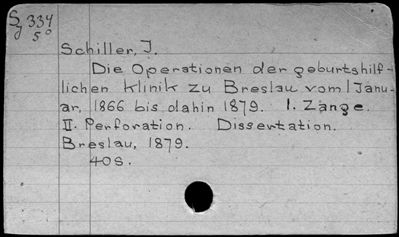 Sg 334
5°
Schiller, J.
Die Operationen der geburtshilf-
lichen Klinik zu Breslau vom 1 Janu-
ar, 1866 bis dahin 1879. I. Zange.
II. Perforation. Dissertation.
Breslau, 1879.
40 S.